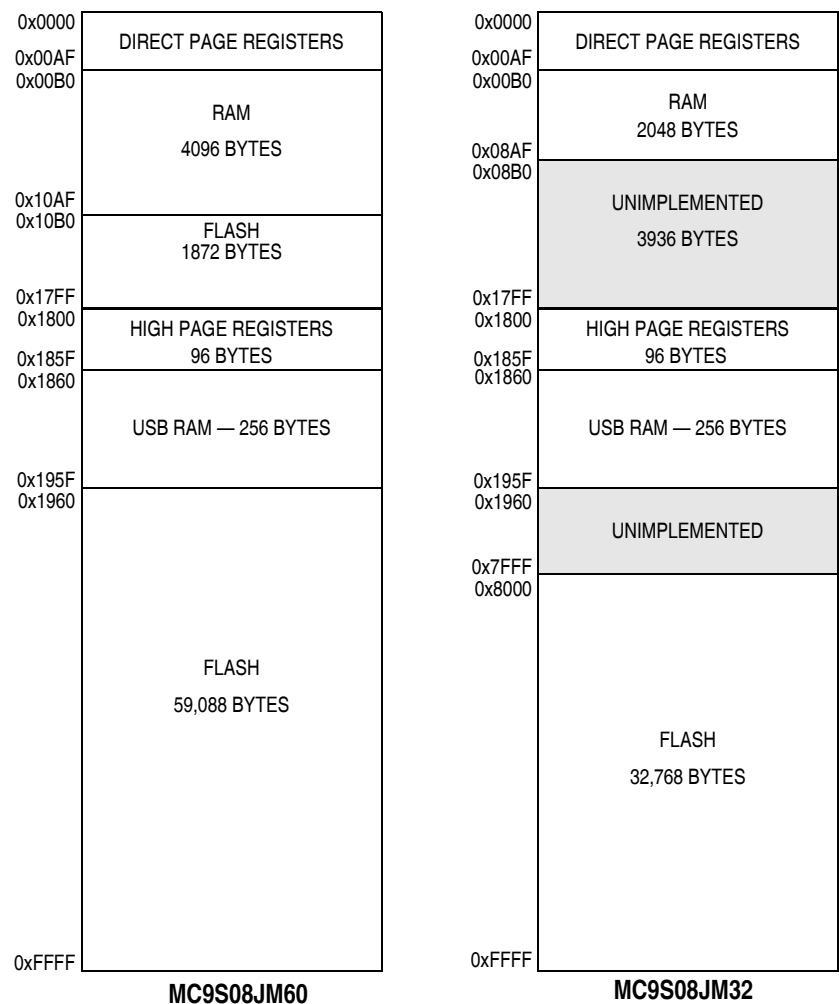 0x0000
DIRECT PAGE REGISTERS
0x00AF
0x00B0
RAM
4096 BYTES
0x10AF
0x10B0
FLASH
1872 BYTES
0x17FF
0x1800
HIGH PAGE REGISTERS
96 BYTES
0x185F
0x1860
USB RAM — 256 BYTES
0x195F
0x1960
FLASH
59,088 BYTES
0xFFFF
MC9S08JM60
0x0000
DIRECT PAGE REGISTERS
0x00AF
0x00B0
RAM
2048 BYTES
0x08AF
0x08B0
UNIMPLEMENTED
3936 BYTES
0x17FF
0x1800
HIGH PAGE REGISTERS
96 BYTES
0x185F
0x1860
USB RAM — 256 BYTES
0x195F
0x1960
UNIMPLEMENTED
0x7FFF
0x8000
FLASH
32,768 BYTES
0xFFFF
MC9S08JM32